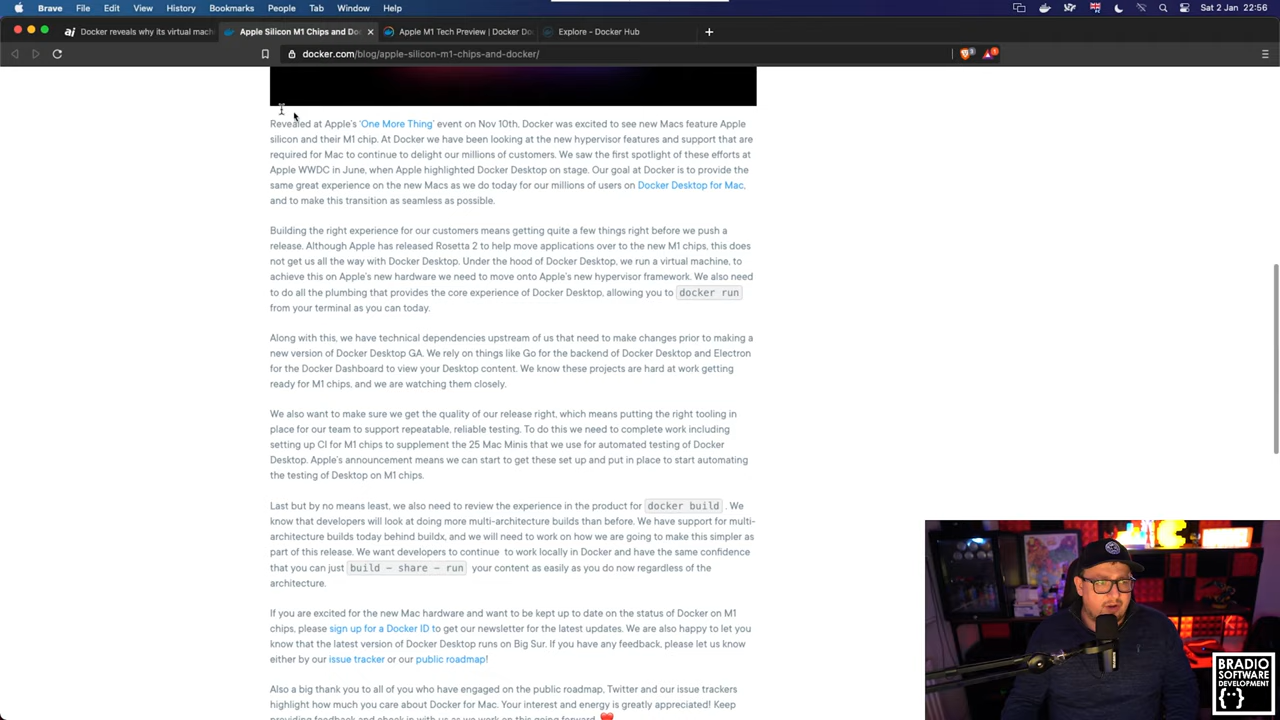 Brave File Edit View History Bookmarks People Tab Window Help Sat 2 Jan 22:56
Docker reveals why its virtual mach
Apple Silicon M1 Chips and Do
Apple M1 Tech Preview | Docker Do
Explore - Docker Hub
docker.com/blog/apple-silicon-m1-chips-and-docker/
Revealed at Apple's 'One More Thing' event on Nov 10th, Docker was excited to see new Macs feature Apple
silicon and their M1 chip. At Docker we have been looking at the new hypervisor features and support that are
required for Mac to continue to delight our millions of customers. We saw the first spotlight of these efforts at
Apple WWDC in June, when Apple highlighted Docker Desktop on stage. Our goal at Docker is to provide the
same great experience on the new Macs as we do today for our millions of users on Docker Desktop for Mac,
and to make this transition as seamless as possible.
Building the right experience for our customers means getting quite a few things right before we push a
release. Although Apple has released Rosetta 2 to help move applications over to the new M1 chips, this does
not get us all the way with Docker Desktop. Under the hood of Docker Desktop, we run a virtual machine, to
achieve this on Apple's new hardware we need to move onto Apple's new hypervisor framework. We also need
to do all the plumbing that provides the core experience of Docker Desktop, allowing you to docker run
from your terminal as you can today.
Along with this, we have technical dependencies upstream of us that need to make changes prior to making a
new version of Docker Desktop GA. We rely on things like Go for the backend of Docker Desktop and Electron
for the Docker Dashboard to view your Desktop content. We know these projects are hard at work getting
ready for M1 chips, and we are watching them closely.
We also want to make sure we get the quality of our release right, which means putting the right tooling in
place for our team to support repeatable, reliable testing. To do this we need to complete work including
setting up CI for M1 chips to supplement the 25 Mac Minis that we use for automated testing of Docker
Desktop. Apple's announcement means we can start to get these set up and put in place to start automating
the testing of Desktop on M1 chips.
Last but by no means least, we also need to review the experience in the product for docker build . We
know that developers will look at doing more multi-architecture builds than before. We have support for multi-
architecture builds today behind buildx, and we will need to work on how we are going to make this simpler as
part of this release. We want developers to continue to work locally in Docker and have the same confidence
that you can just build – share – run your content as easily as you do now regardless of the
architecture.
If you are excited for the new Mac hardware and want to be kept up to date on the status of Docker on M1
chips, please sign up for a Docker ID to get our newsletter for the latest updates. We are also happy to let you
know that the latest version of Docker Desktop runs on Big Sur. If you have any feedback, please let us know
either by our issue tracker or our public roadmap!
Also a big thank you to all of you who have engaged on the public roadmap, Twitter and our issue trackers
highlight how much you care about Docker for Mac. Your interest and energy is greatly appreciated! Keep
providing feedback and check in with us as we work on this going forward.
BRADIO
SOFTWARE
DEVELOPMENT
{··}